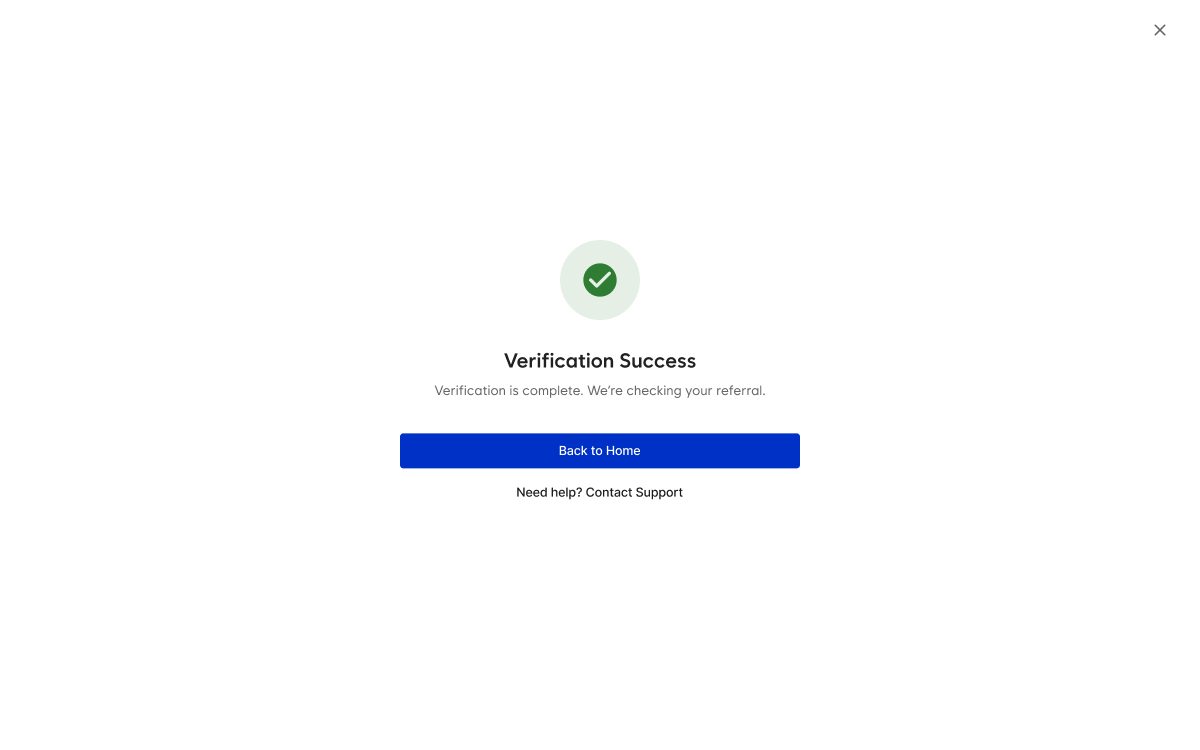 Verification Success
Verification is complete. We’re checking your referral.
Back to Home
Need help? Contact Support